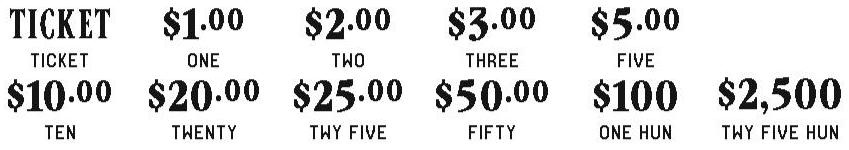 TICKET $1.00 $2.00 $3.00 $5.00
TICKET ONE TWO THREE FIVE
$10.00 $20.00 $25.00 $50.00 $100 $2,500
TEN TWENTY TWY FIVE FIFTY ONE HUN TWY FIVE HUN